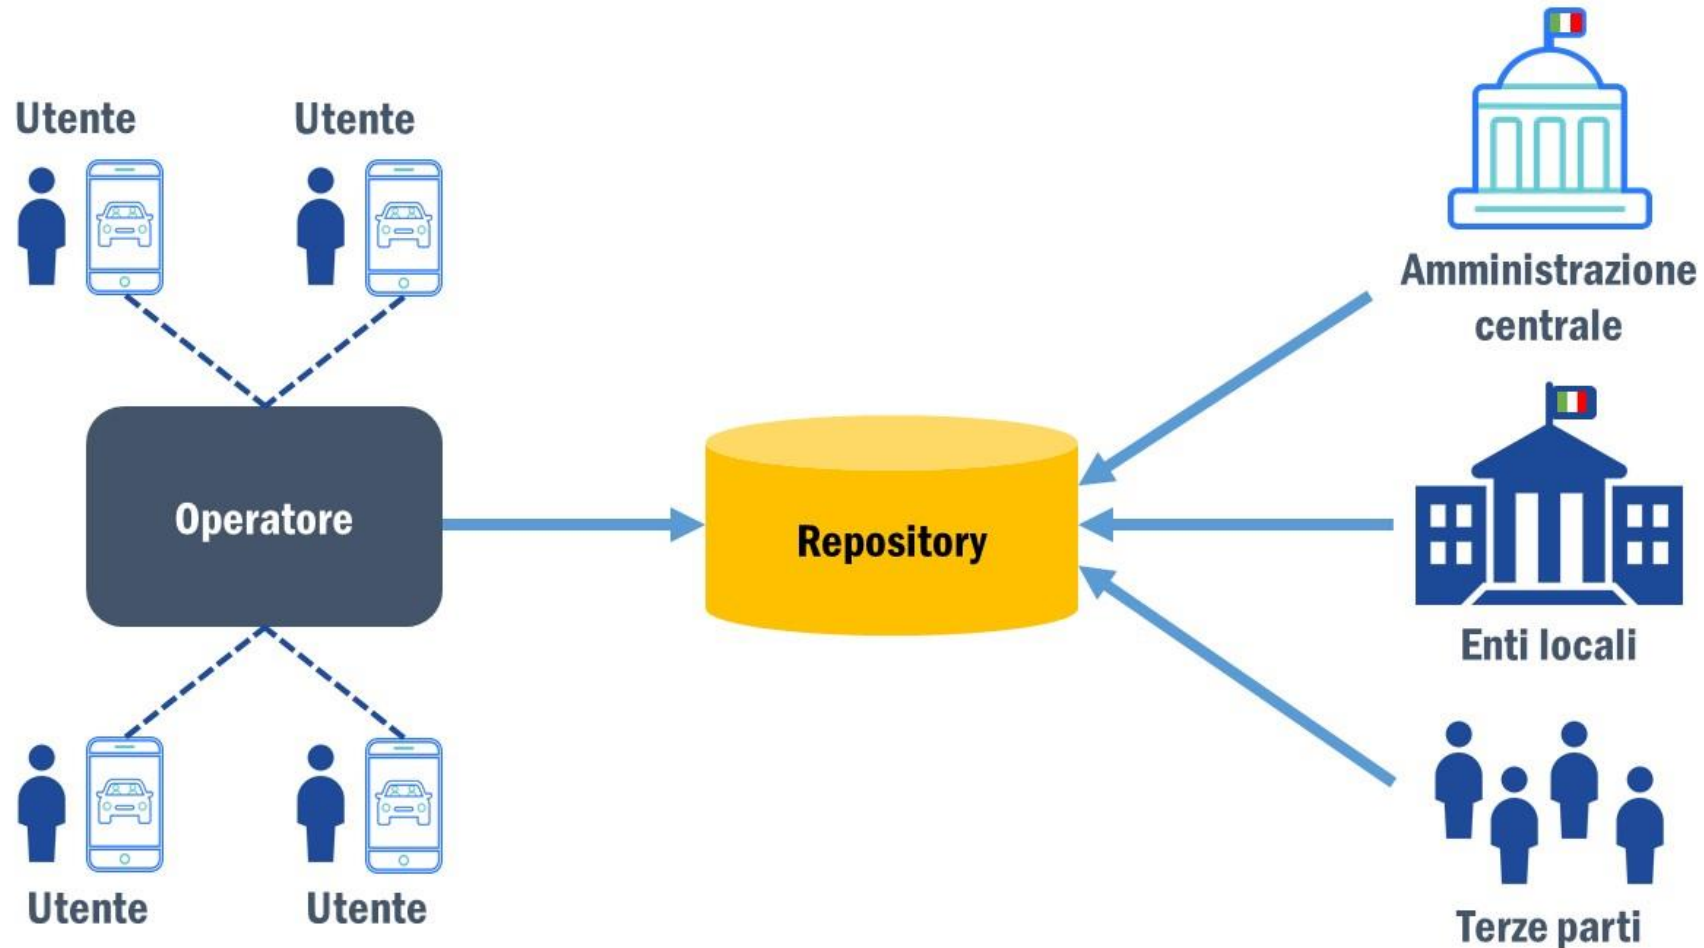 Utente
Utente
Operatore
Utente
Utente
Repository
Amministrazione
centrale
Enti locali
Terze parti